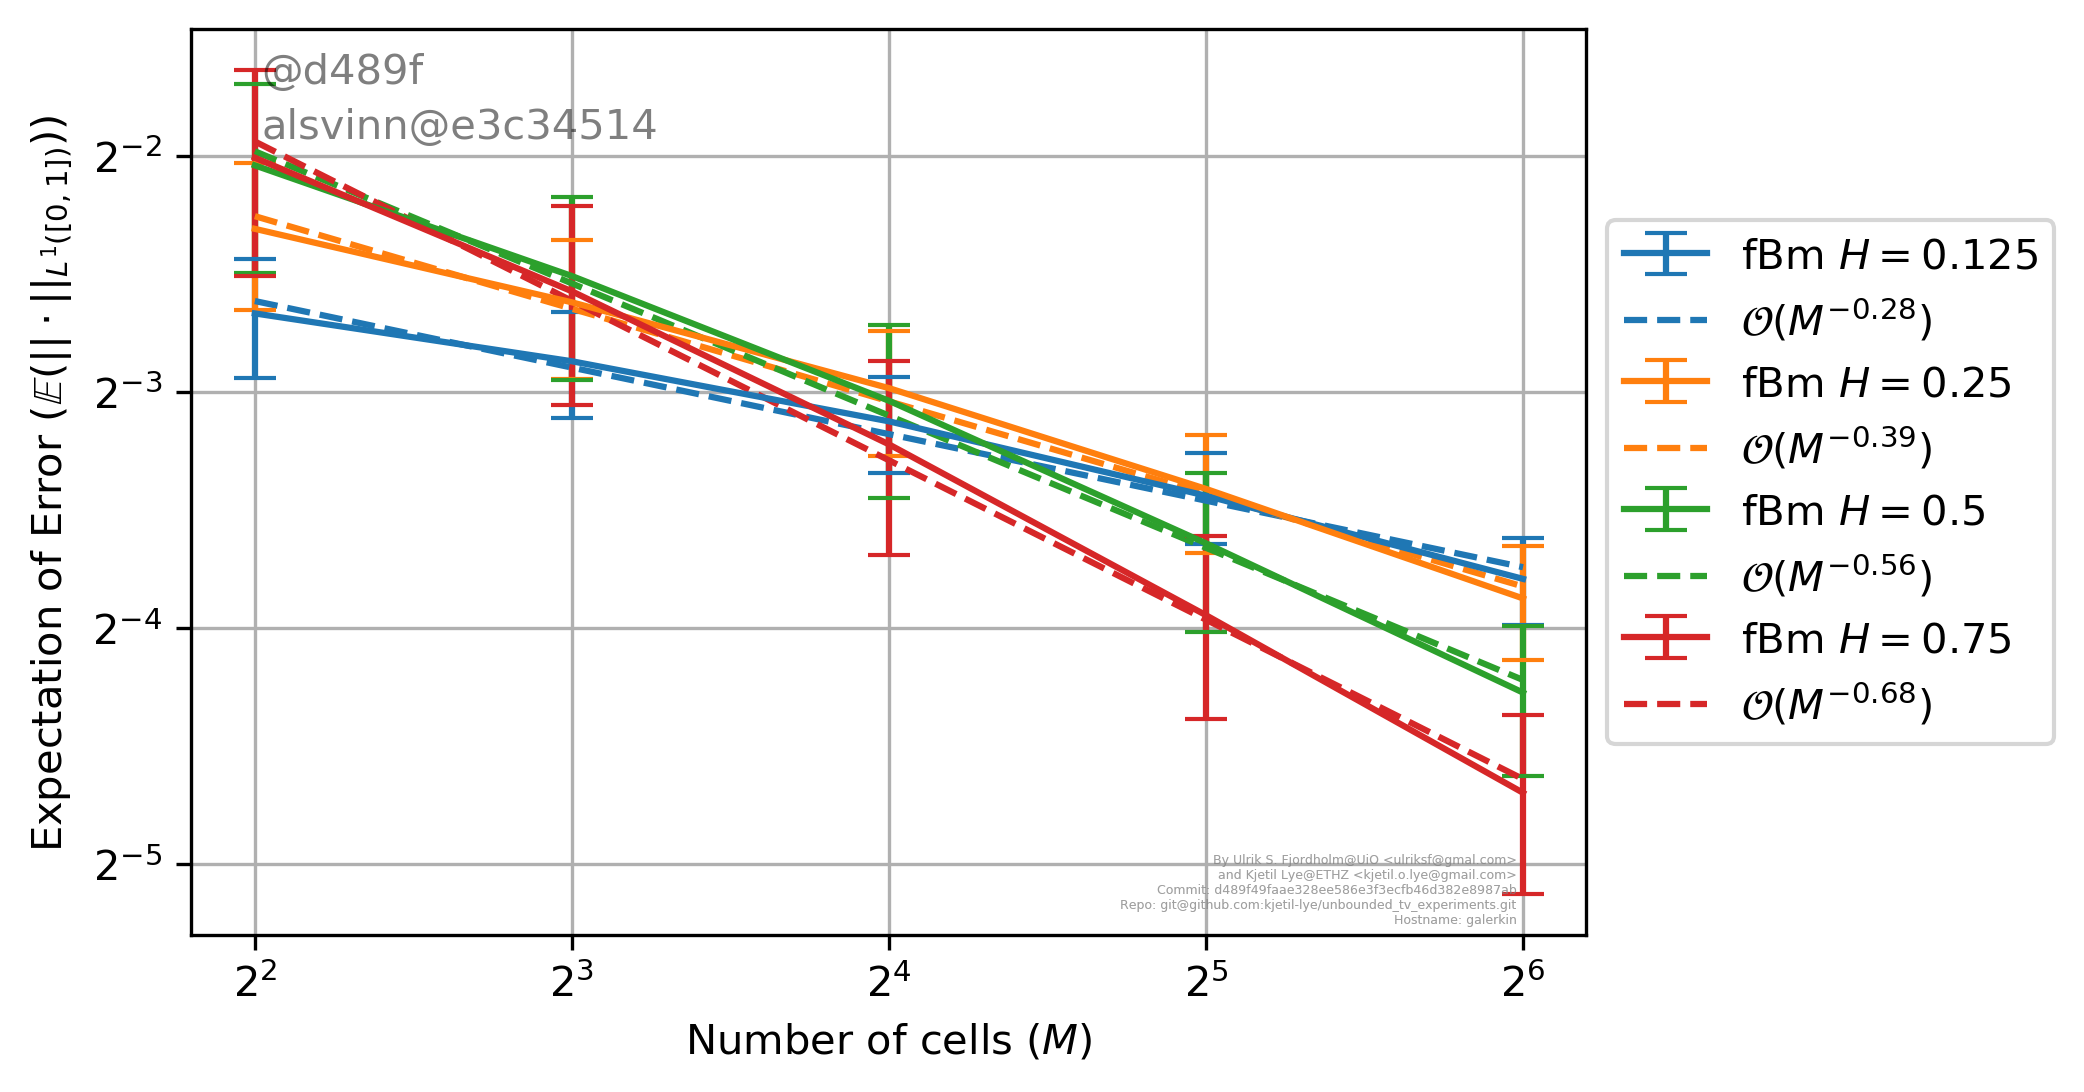 @d489f
alsvinn@e3c34514
2^{-2}
2^{-3}
2^{-4}
2^{-5}
Expectation of Error (𝔼(|| · ||_{L^1([0,1])}))
2^2
2^3
2^4
2^5
2^6
Number of cells (M)
fBm H = 0.125
𝒪(M^{-0.28})
fBm H = 0.25
𝒪(M^{-0.39})
fBm H = 0.5
𝒪(M^{-0.56})
fBm H = 0.75
𝒪(M^{-0.68})
By Ulrik S. Fjordholm@UiO <ulriksf@gmal.com>
and Kjetil Lye@ETHZ <kjetil.o.lye@gmail.com>
Commit: d489f49faae328ee586e3f3ecfb46d382e8987ab
Repo: git@github.com:kjetil-lye/unbounded_tv_experiments.git
Hostname: galerkin